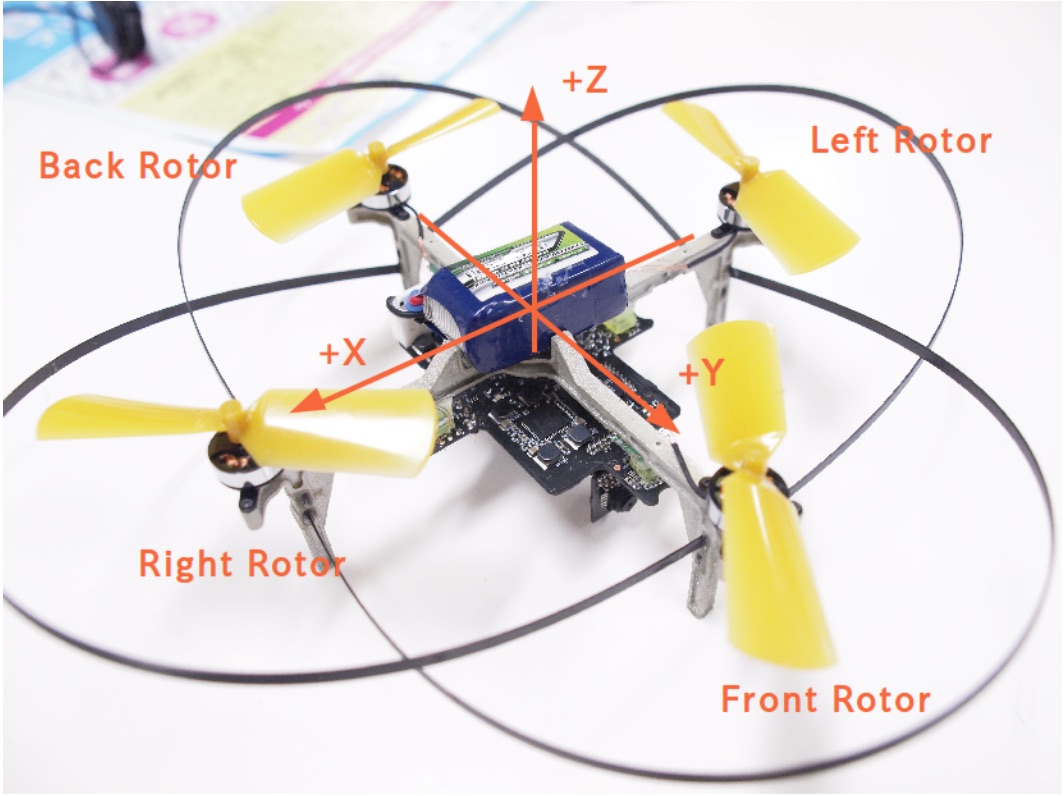 +Z
Left Rotor
Back Rotor
+X
+Y
Right Rotor
Front Rotor